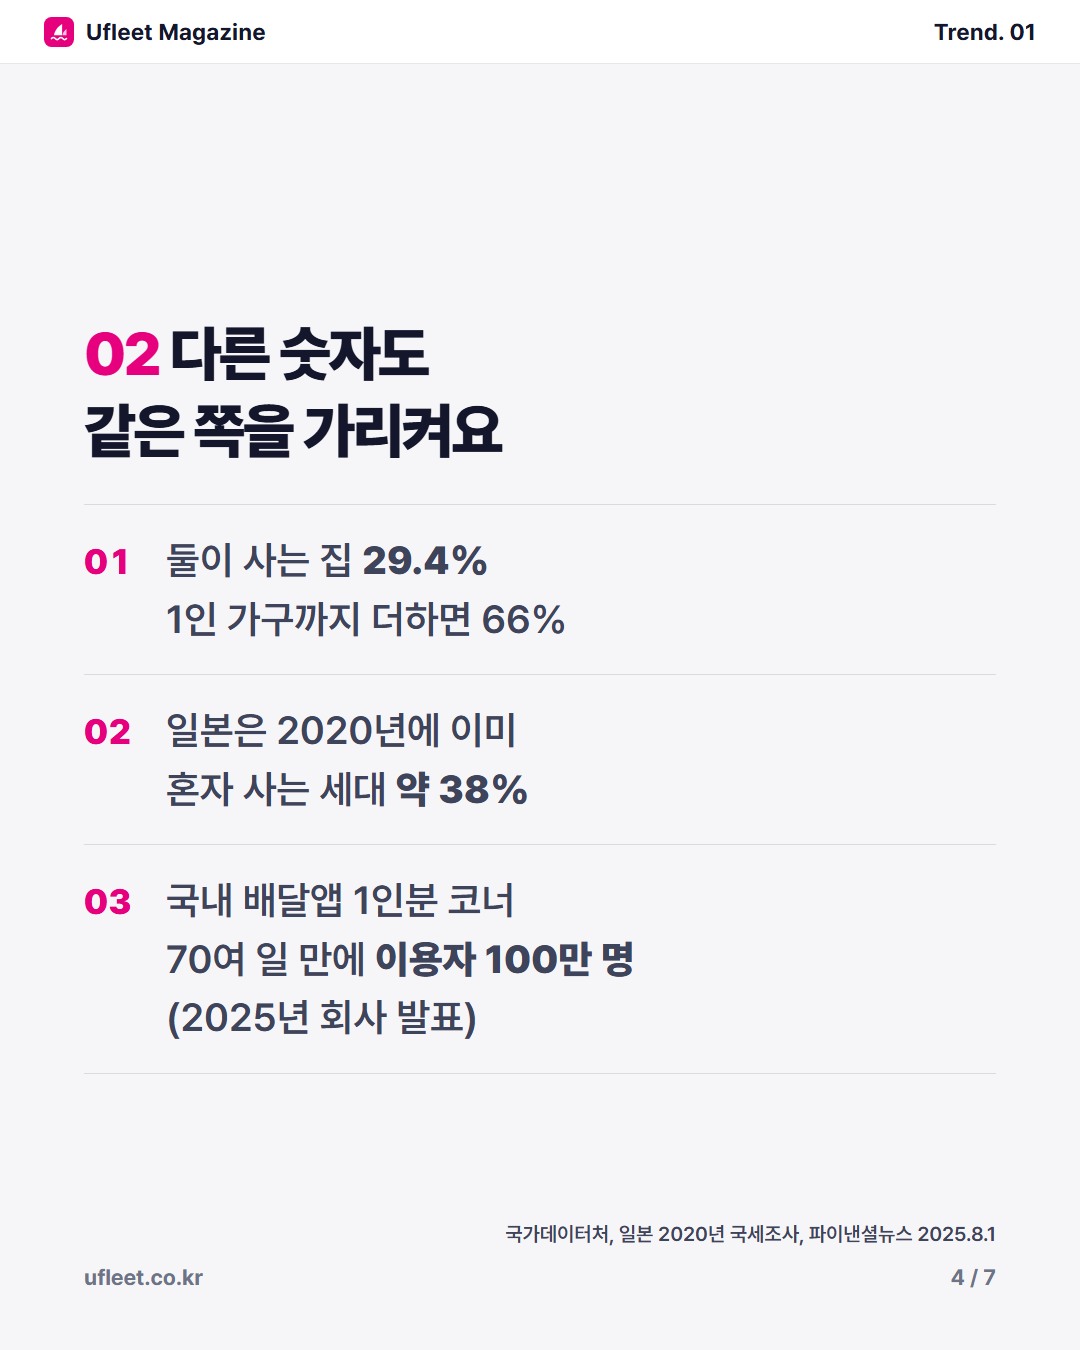 Ufleet Magazine
Trend. 01
02 다른 숫자도
같은 쪽을 가리켜요
01 둘이 사는 집 29.4%
1인 가구까지 더하면 66%
02 일본은 2020년에 이미
혼자 사는 세대 약 38%
03 국내 배달앱 1인분 코너
70여 일 만에 이용자 100만 명
(2025년 회사 발표)
국가데이터처, 일본 2020년 국세조사, 파이낸셜뉴스 2025.8.1
ufleet.co.kr
4 / 7